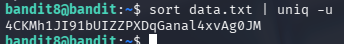 bandit8@bandit:~$ sort data.txt | uniq -u
4CKMh1JI91bUIZZPXDqGanal4xvAg0JM
bandit8@bandit:~$